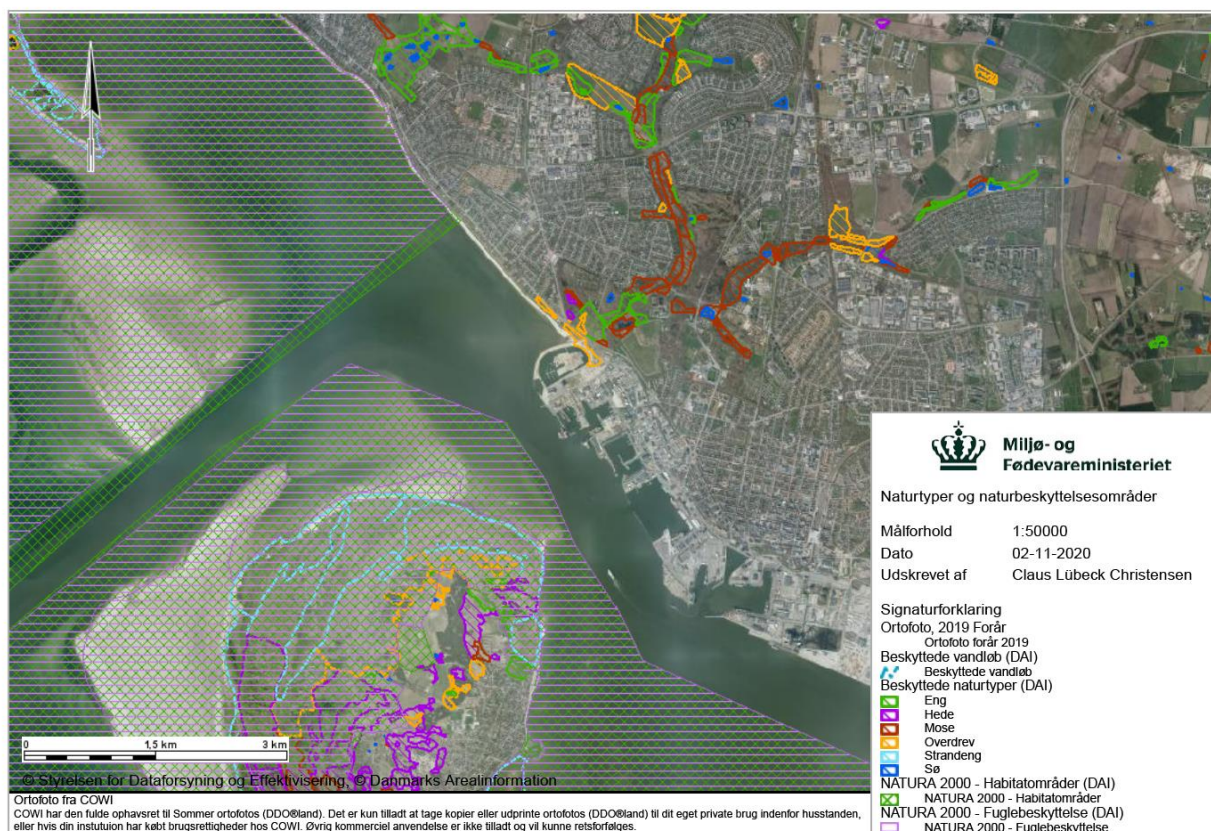 Miljø- og
Fødevareministeriet
Naturtyper og naturbeskyttelsesområder
Målforhold 1:50000
Dato 02-11-2020
Udskrevet af Claus Lübeck Christensen
Signaturforklaring
Ortofoto, 2019 Forår
Ortofoto forår 2019
Beskyttede vandløb (DAI)
Beskyttede vandløb
Beskyttede naturtyper (DAI)
Eng
Hede
Mose
Overdrev
Strandeng
Sø
NATURA 2000 - Habitatområder (DAI)
NATURA 2000 - Habitatområder
NATURA 2000 - Fuglebeskyttelse (DAI)
NATURA 2000 - Fuglebeskyttelse
0 1,5 km 3 km
© Styrelsen for Dataforsyning og Effektivisering, © Danmarks Arealinformation
Ortofoto fra COWI
COWI har den fulde ophavsret til Sommer ortofotos (DDO®land). Det er kun tilladt at tage kopier eller udprinte ortofotos (DDO®land) til dit eget private brug indenfor husstanden,
eller hvis din instutuion har købt brugsrettigheder hos COWI. Øvrig kommerciel anvendelse er ikke tilladt og vil kunne retsforfølges.